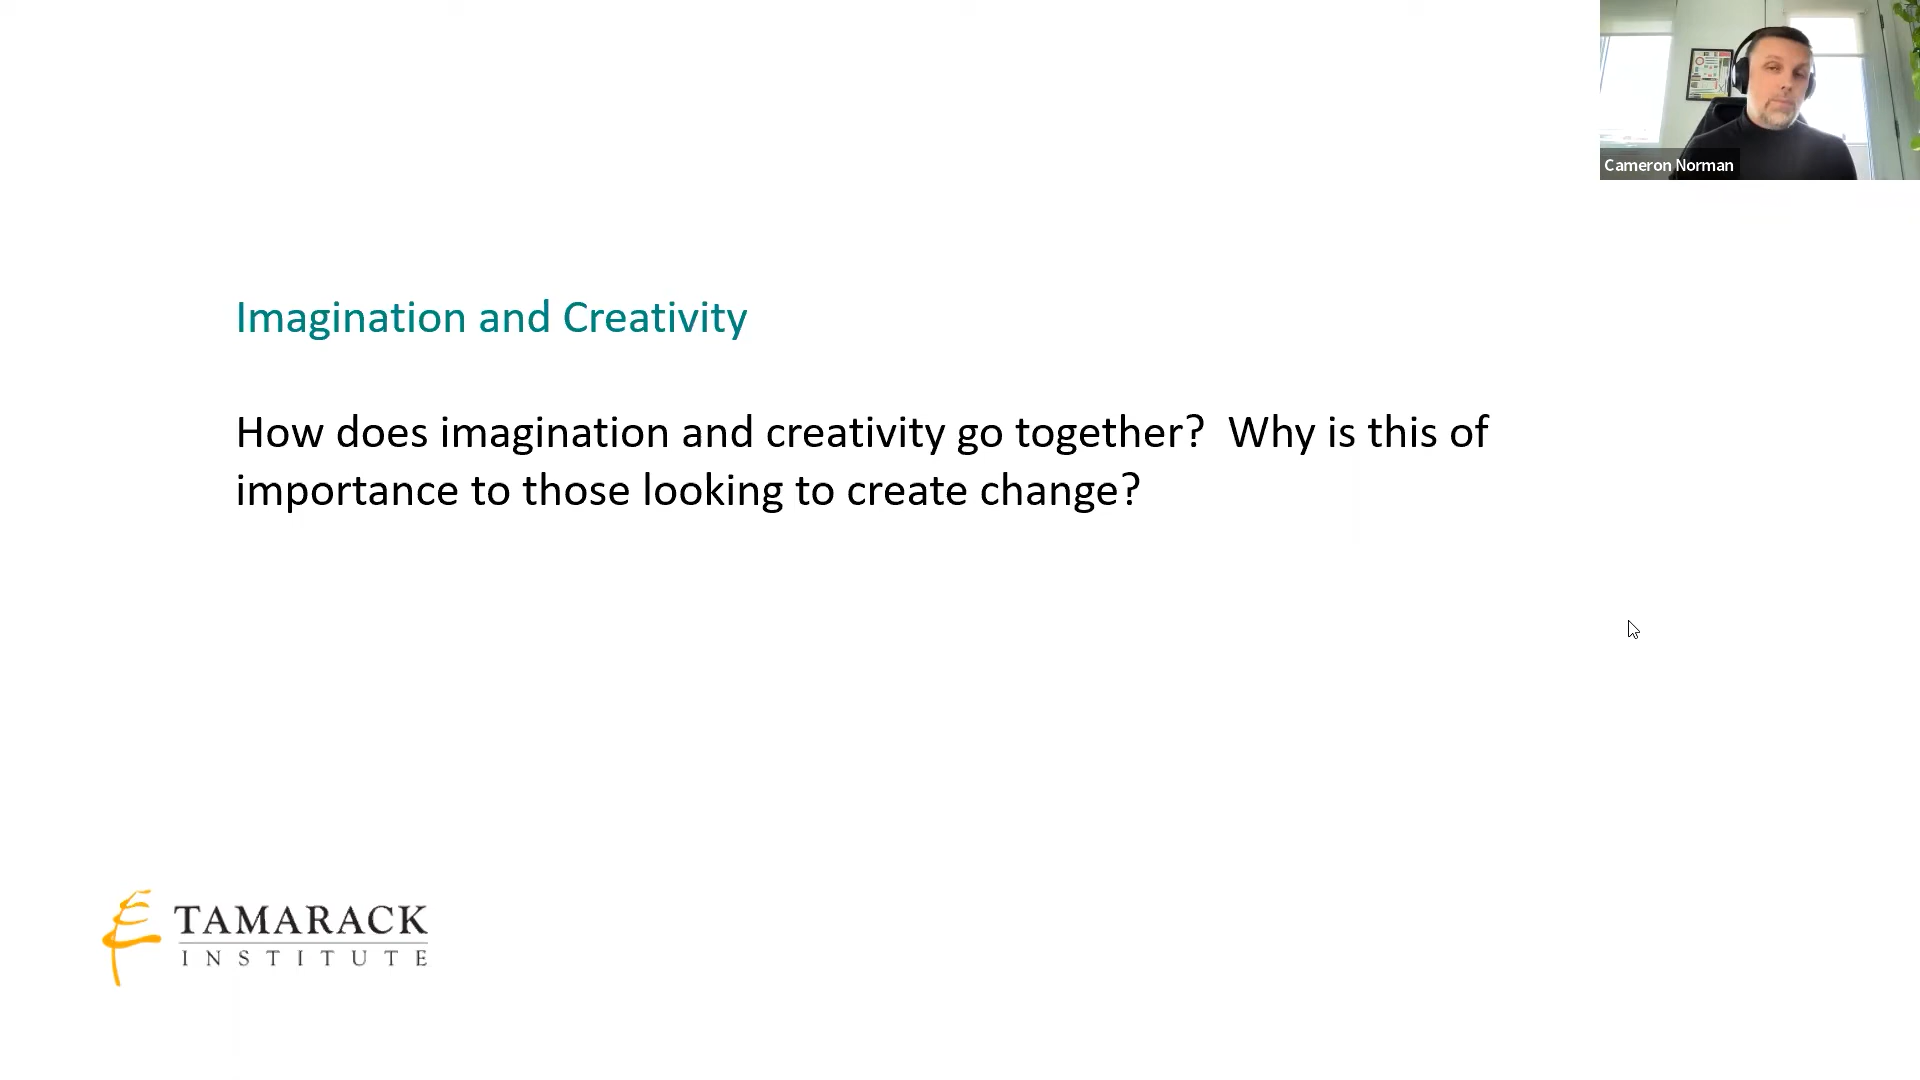 Cameron Norman
Imagination and Creativity
How does imagination and creativity go together?  Why is this of
importance to those looking to create change?
TAMARACK
INSTITUTE